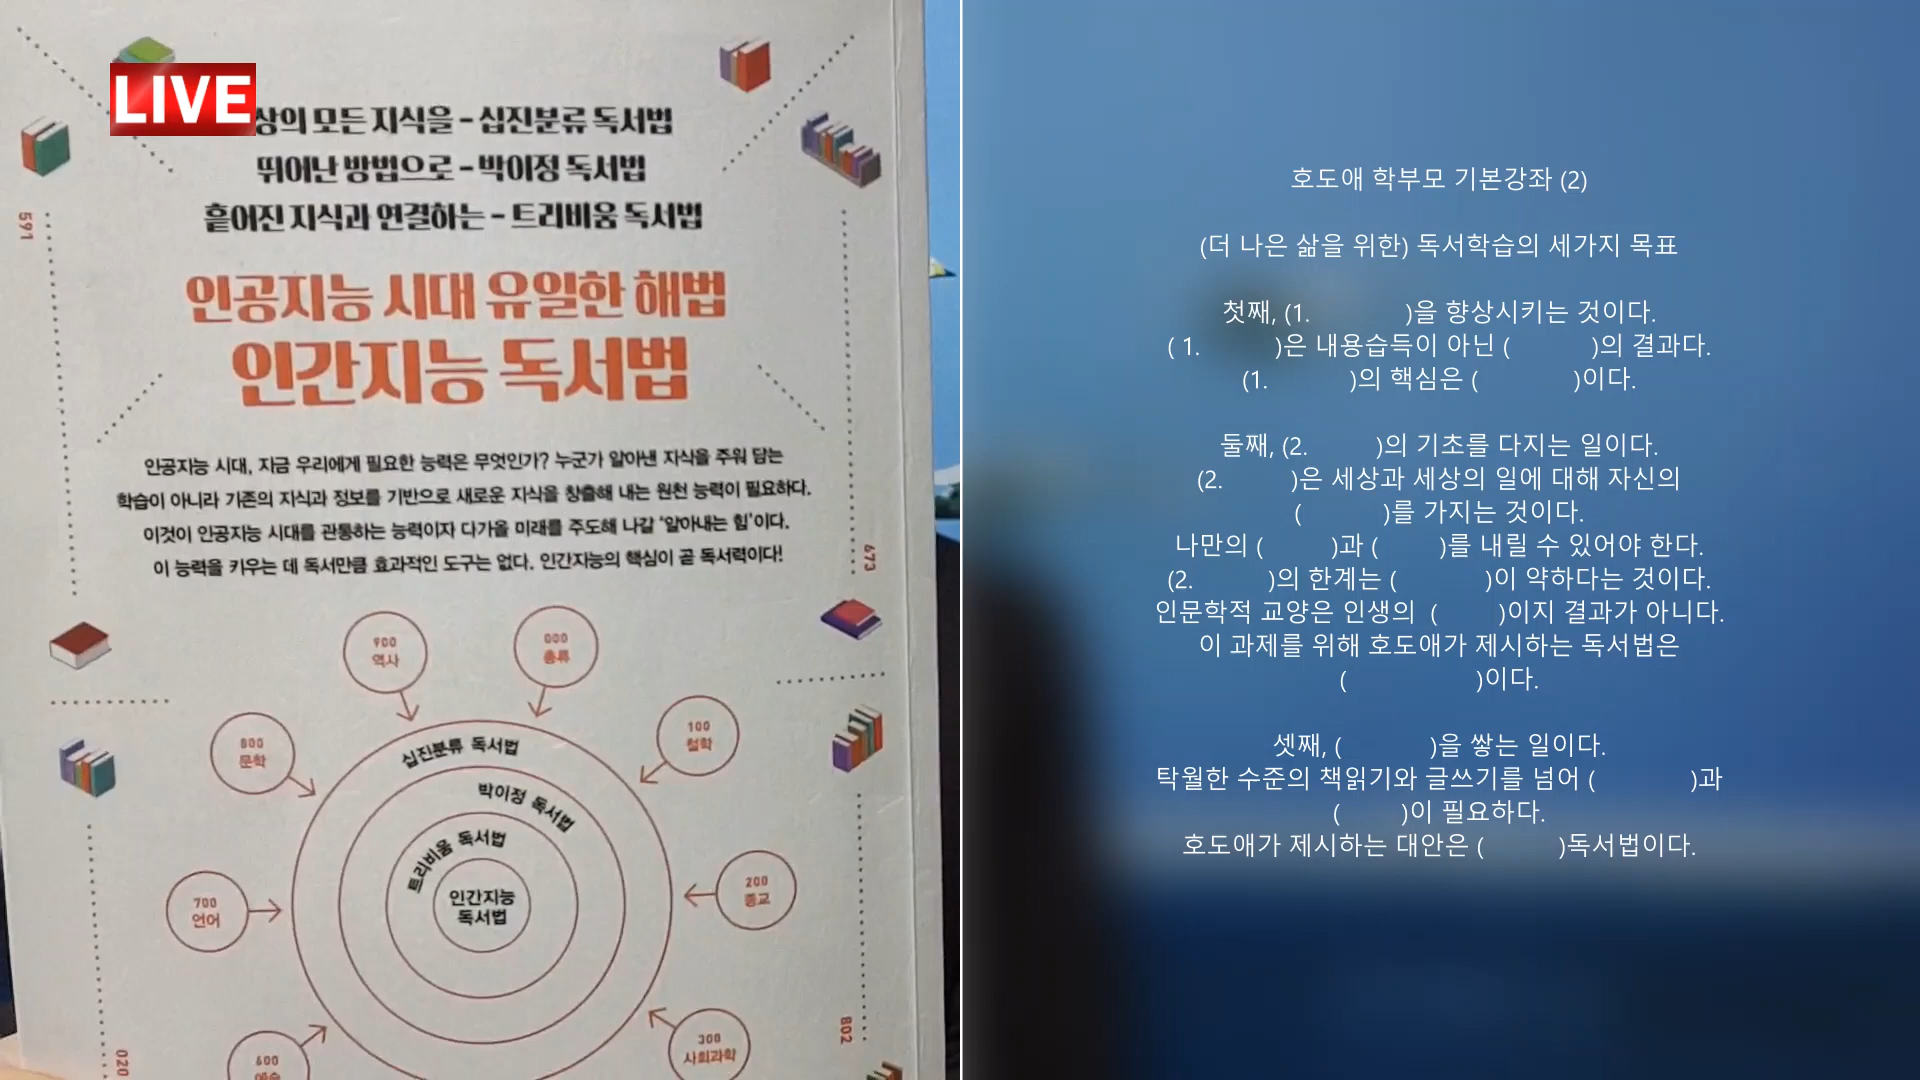 LIVE
상의 모든 지식을 - 십진분류 독서법
뛰어난 방법으로 - 박이정 독서법
흩어진 지식과 연결하는 - 트리비움 독서법
인공지능 시대 유일한 해법
인간지능 독서법
인공지능 시대, 지금 우리에게 필요한 능력은 무엇인가? 누군가 알아낸 지식을 주워 담는
학습이 아니라 기존의 지식과 정보를 기반으로 새로운 지식을 창출해 내는 원천 능력이 필요하다.
이것이 인공지능 시대를 관통하는 능력이자 다가올 미래를 주도해 나갈 '알아내는 힘'이다.
이 능력을 키우는 데 독서만큼 효과적인 도구는 없다. 인간지능의 핵심이 곧 독서력이다!
591
673
900
역사
000
총류
800
문학
100
철학
십진분류 독서법
박이정 독서법
트리비움 독서법
인간지능
독서법
700
언어
200
종교
600
예술
300
사회과학
020
802
호도애 학부모 기본강좌 (2)
(더 나은 삶을 위한) 독서학습의 세가지 목표
첫째, (1. )을 향상시키는 것이다.
( 1. )은 내용습득이 아닌 ( )의 결과다.
(1. )의 핵심은 ( )이다.
둘째, (2. )의 기초를 다지는 일이다.
(2. )은 세상과 세상의 일에 대해 자신의
( )를 가지는 것이다.
나만의 ( )과 ( )를 내릴 수 있어야 한다.
(2. )의 한계는 ( )이 약하다는 것이다.
인문학적 교양은 인생의 ( )이지 결과가 아니다.
이 과제를 위해 호도애가 제시하는 독서법은
( )이다.
셋째, ( )을 쌓는 일이다.
탁월한 수준의 책읽기와 글쓰기를 넘어 ( )과
( )이 필요하다.
호도애가 제시하는 대안은 ( )독서법이다.